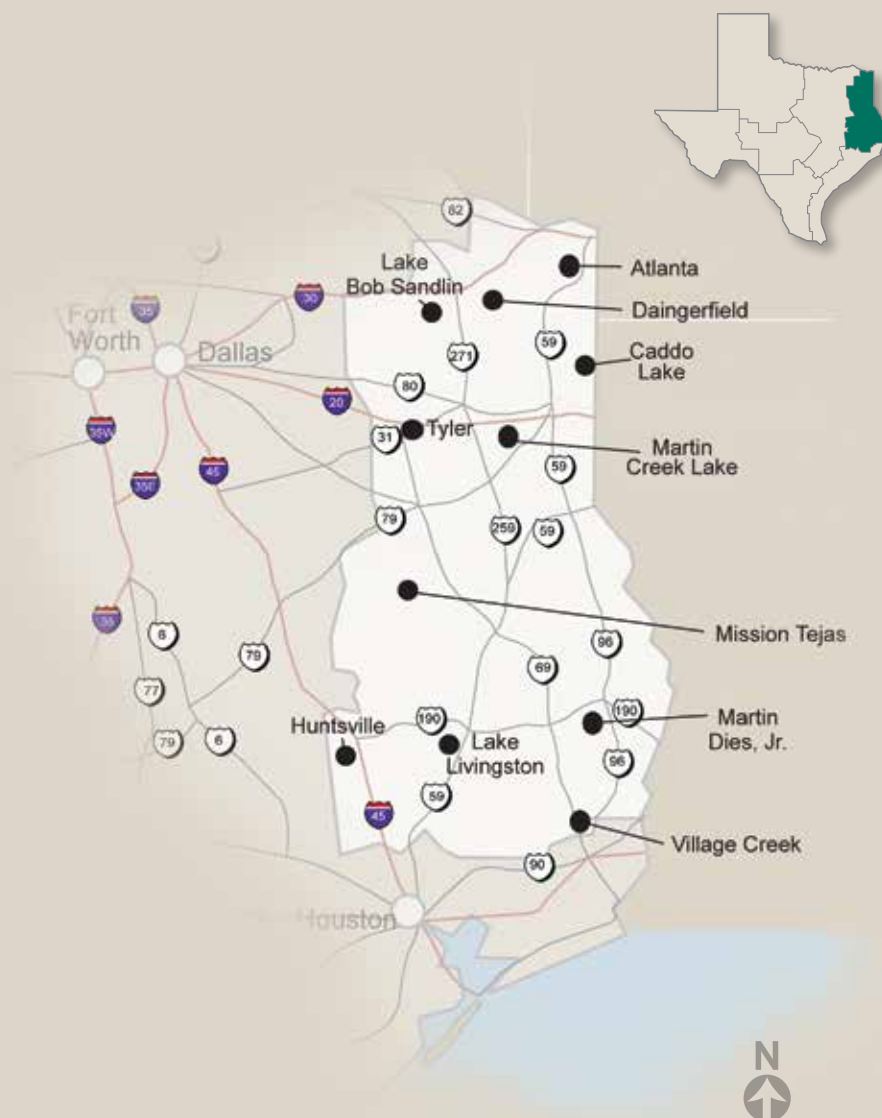 82
Lake
Bob Sandlin
Atlanta
30
Daingerfield
35
Fort
Worth
Dallas
271
59
Caddo
Lake
80
20
35W
31
Tyler
Martin
Creek Lake
59
45
35E
79
259
59
35
6
Mission Tejas
79
69
96
77
190
190
Martin
Dies, Jr.
Huntsville
79
6
Lake
Livingston
96
59
45
Village Creek
90
Houston
N